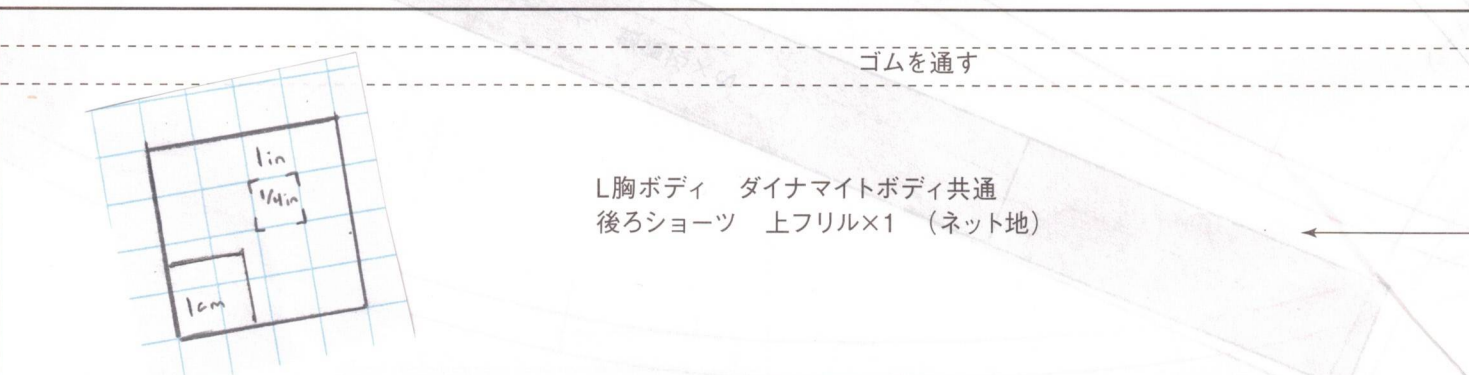 ゴムを通す
1in
1/4in
1cm
L胸ボディ　ダイナマイトボディ共通
後ろショーツ　上フリル×1　（ネット地）